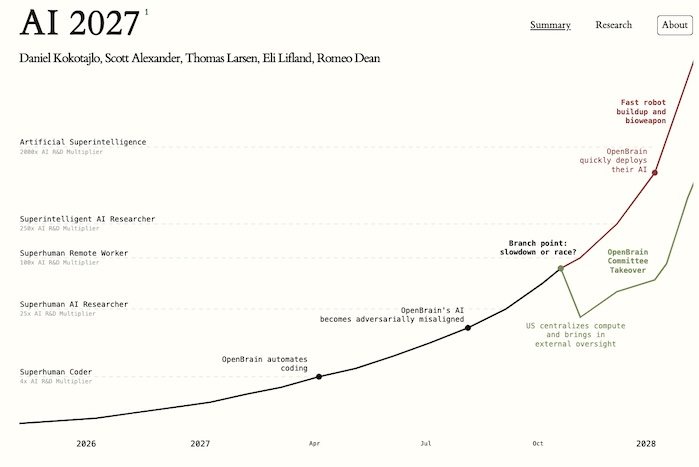 AI 2027 1
Summary
Research
About
Daniel Kokotajlo, Scott Alexander, Thomas Larsen, Eli Lifland, Romeo Dean
Fast robot
buildup and
bioweapon
Artificial Superintelligence
2000x AI R&D Multiplier
OpenBrain
quickly deploys
their AI
Superintelligent AI Researcher
250x AI R&D Multiplier
Branch point:
slowdown or race?
Superhuman Remote Worker
100x AI R&D Multiplier
OpenBrain
Committee
Takeover
Superhuman AI Researcher
25x AI R&D Multiplier
OpenBrain's AI
becomes adversarially misaligned
US centralizes compute
and brings in
external oversight
OpenBrain automates
coding
Superhuman Coder
4x AI R&D Multiplier
2026
2027
Apr
Jul
Oct
2028